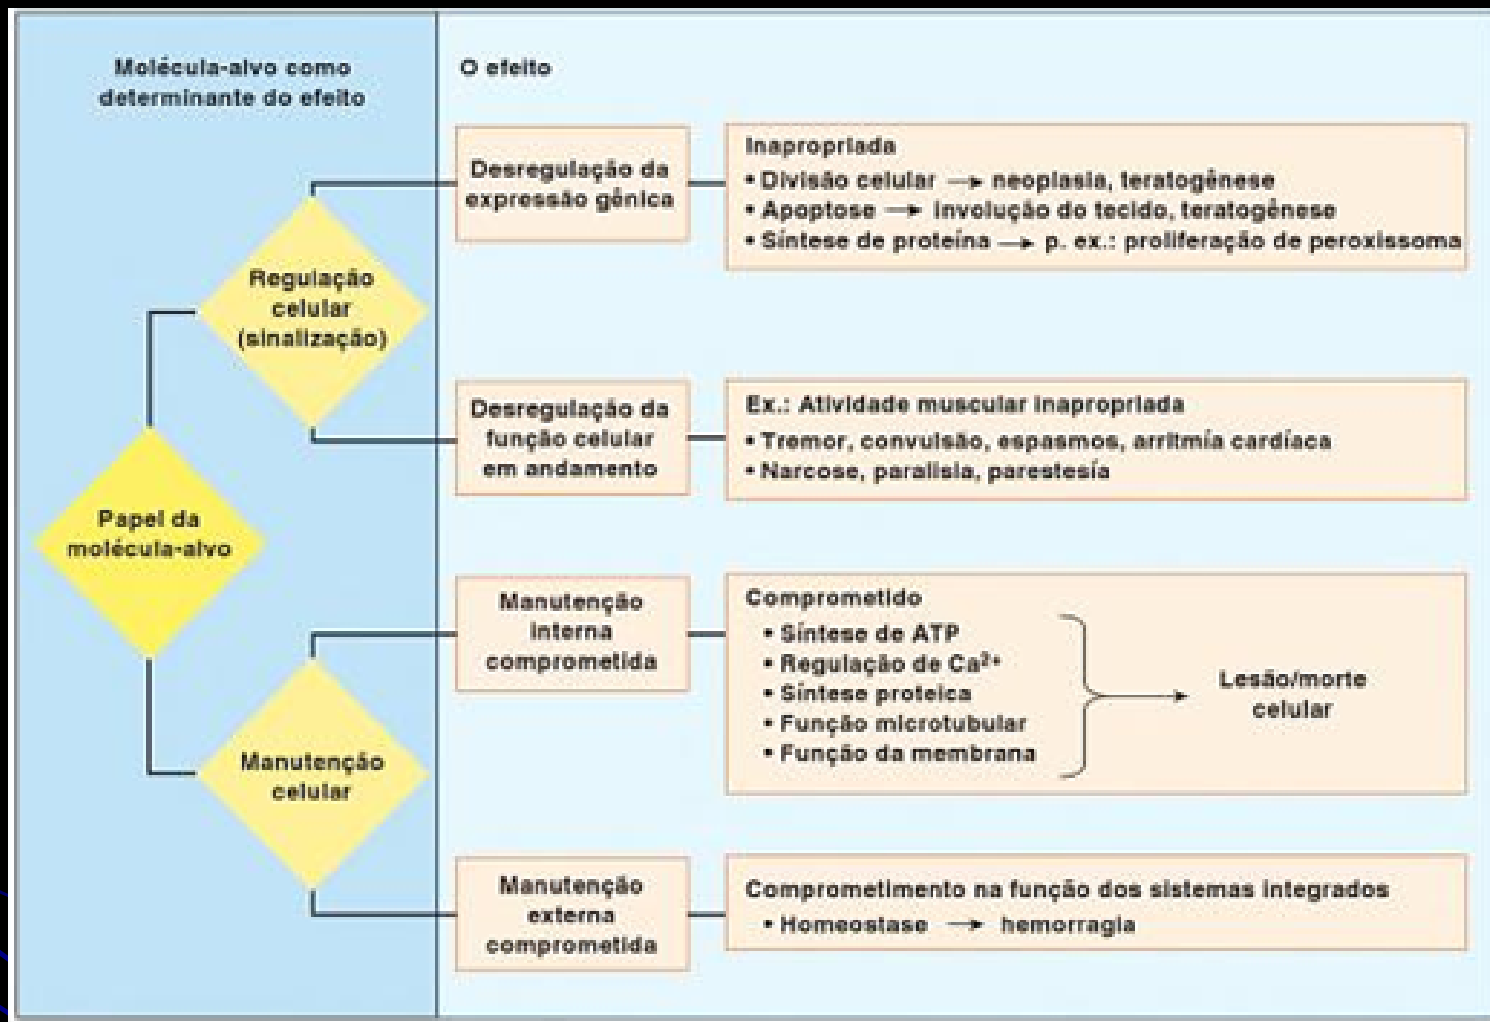 Molécula-alvo como
determinante do efeito
O efeito
Desregulação da
expressão gênica
Inapropriada
• Divisão celular → neoplasia, teratogênese
• Apoptose → involução do tecido, teratogênese
• Síntese de proteína → p. ex.: proliferação de peroxissoma
Regulação
celular
(sinalização)
Desregulação da
função celular
em andamento
Ex.: Atividade muscular inapropriada
• Tremor, convulsão, espasmos, arritmía cardíaca
• Narcose, paralisia, parestesía
Papel da
molécula-alvo
Manutenção
interna
comprometida
Comprometido
• Síntese de ATP
• Regulação de Ca²⁺
• Síntese proteica
• Função microtubular
• Função da membrana
Lesão/morte
celular
Manutenção
celular
Manutenção
externa
comprometida
Comprometimento na função dos sistemas integrados
• Homeostase → hemorragia